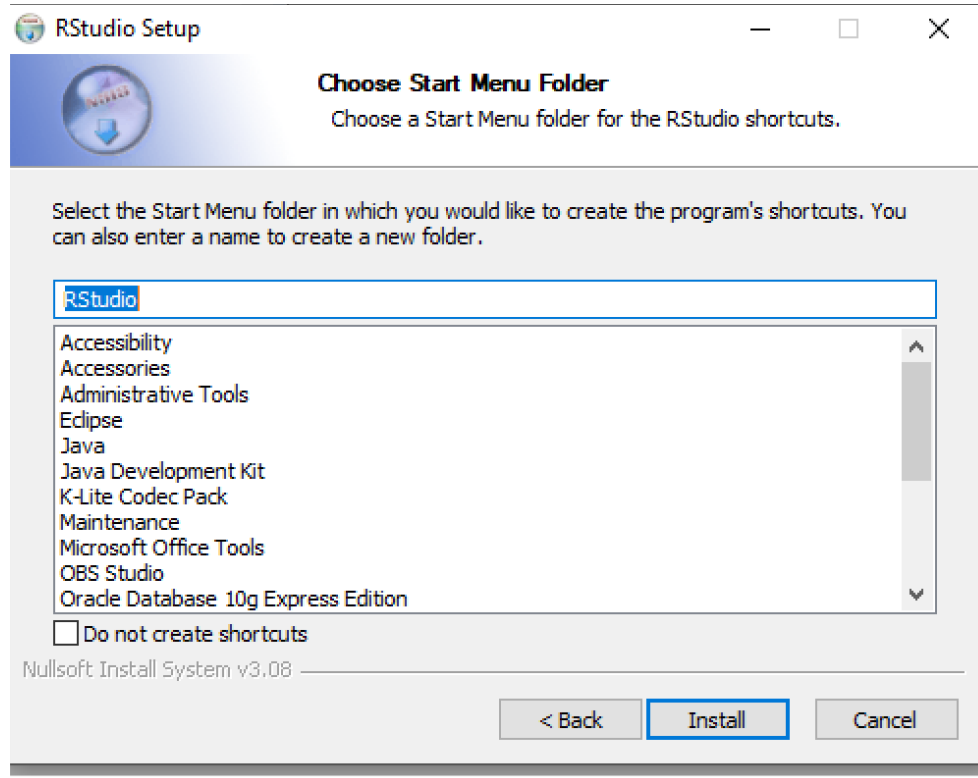 RStudio Setup
Choose Start Menu Folder
Choose a Start Menu folder for the RStudio shortcuts.
Select the Start Menu folder in which you would like to create the program's shortcuts. You
can also enter a name to create a new folder.
RStudio
Accessibility
Accessories
Administrative Tools
Eclipse
Java
Java Development Kit
K-Lite Codec Pack
Maintenance
Microsoft Office Tools
OBS Studio
Oracle Database 10g Express Edition
Do not create shortcuts
Nullsoft Install System v3.08
< Back Install Cancel